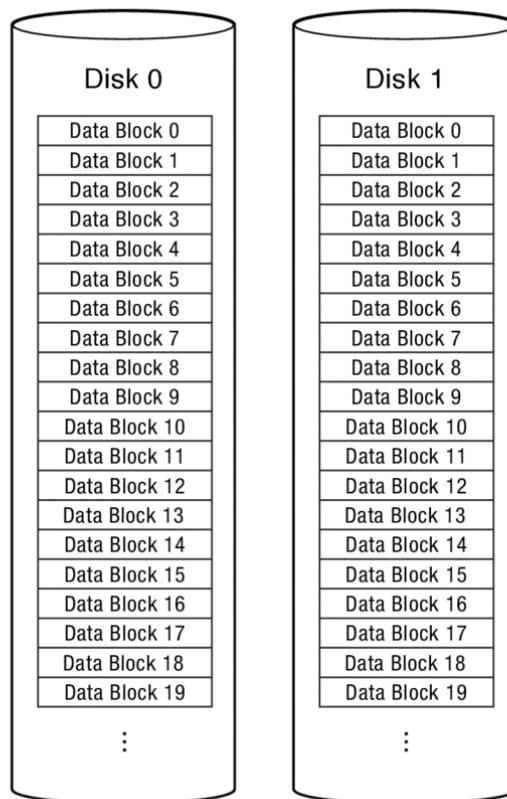 Disk 0
Data Block 0
Data Block 1
Data Block 2
Data Block 3
Data Block 4
Data Block 5
Data Block 6
Data Block 7
Data Block 8
Data Block 9
Data Block 10
Data Block 11
Data Block 12
Data Block 13
Data Block 14
Data Block 15
Data Block 16
Data Block 17
Data Block 18
Data Block 19
⋮
Disk 1
Data Block 0
Data Block 1
Data Block 2
Data Block 3
Data Block 4
Data Block 5
Data Block 6
Data Block 7
Data Block 8
Data Block 9
Data Block 10
Data Block 11
Data Block 12
Data Block 13
Data Block 14
Data Block 15
Data Block 16
Data Block 17
Data Block 18
Data Block 19
⋮